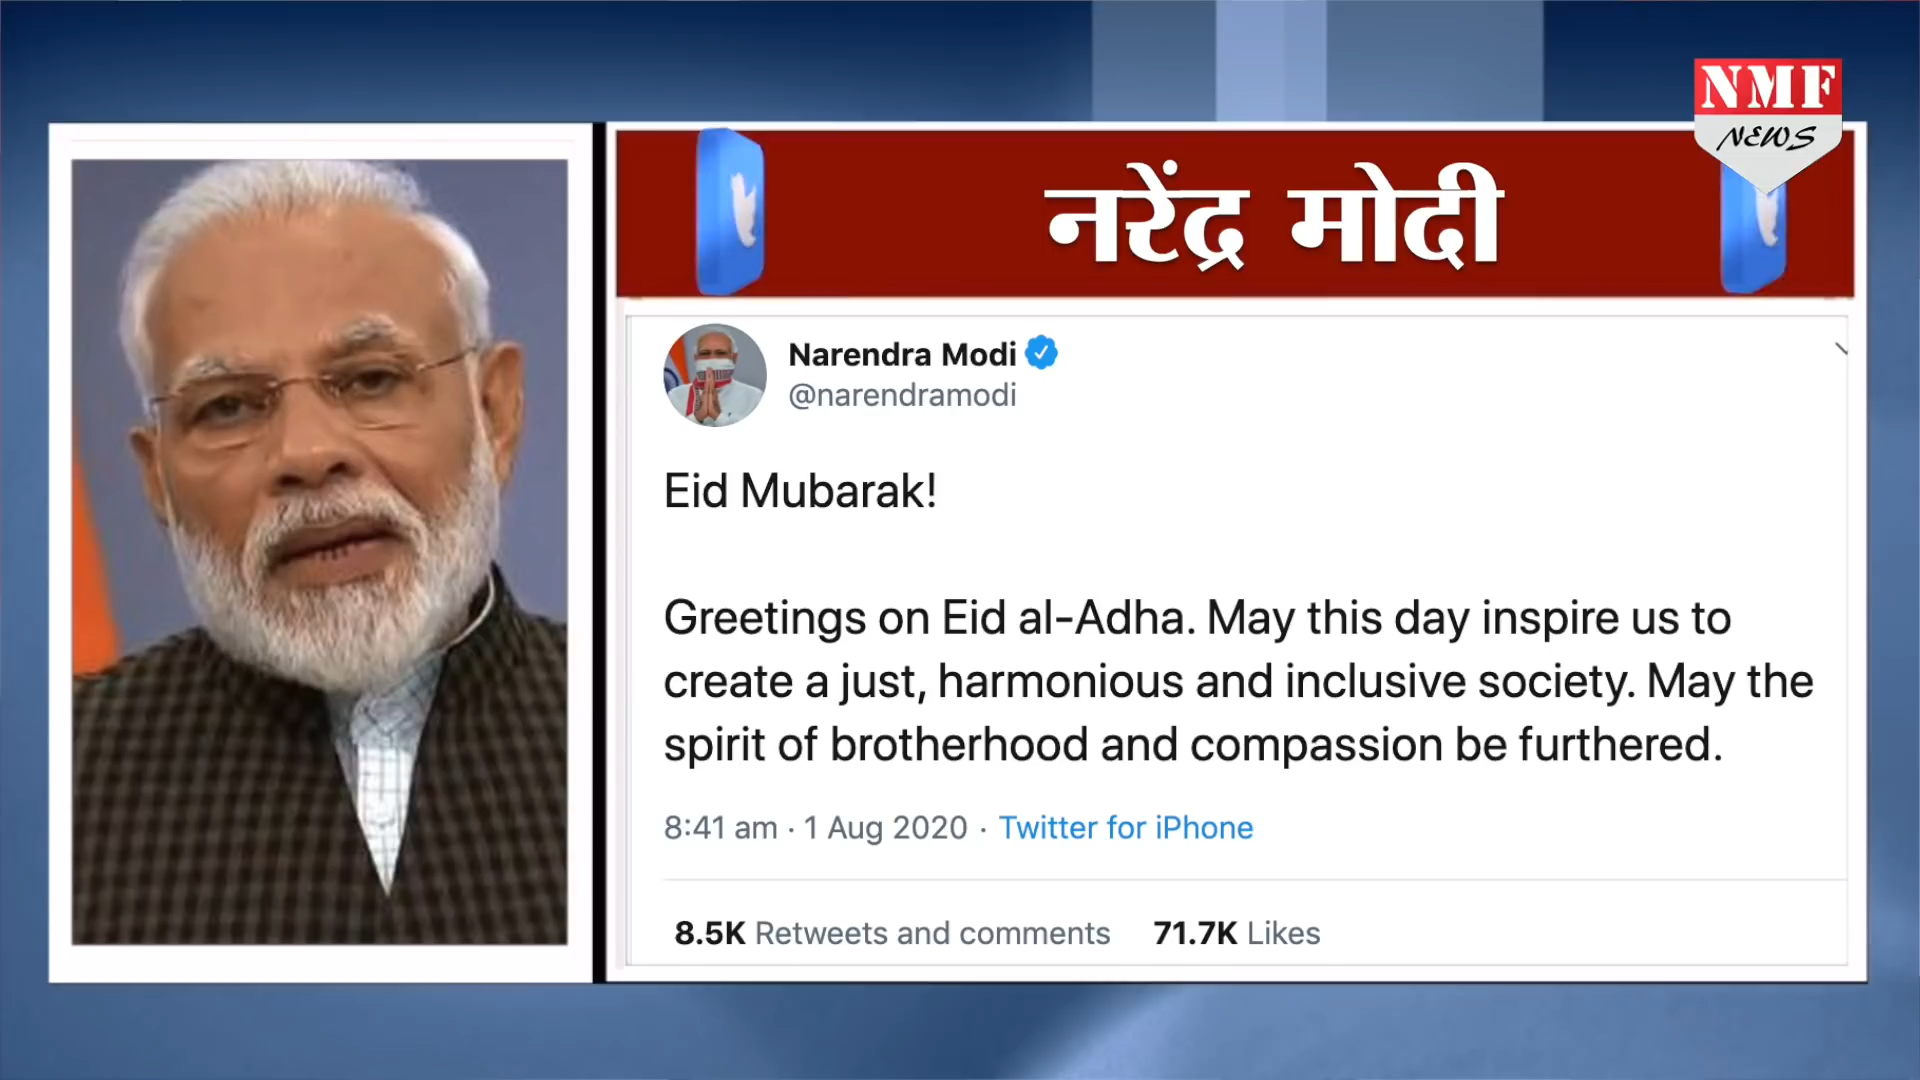 NMF
NEWS
नरेंद्र मोदी
Narendra Modi
@narendramodi
Eid Mubarak!
Greetings on Eid al-Adha. May this day inspire us to
create a just, harmonious and inclusive society. May the
spirit of brotherhood and compassion be furthered.
8:41 am · 1 Aug 2020 · Twitter for iPhone
8.5K Retweets and comments 71.7K Likes